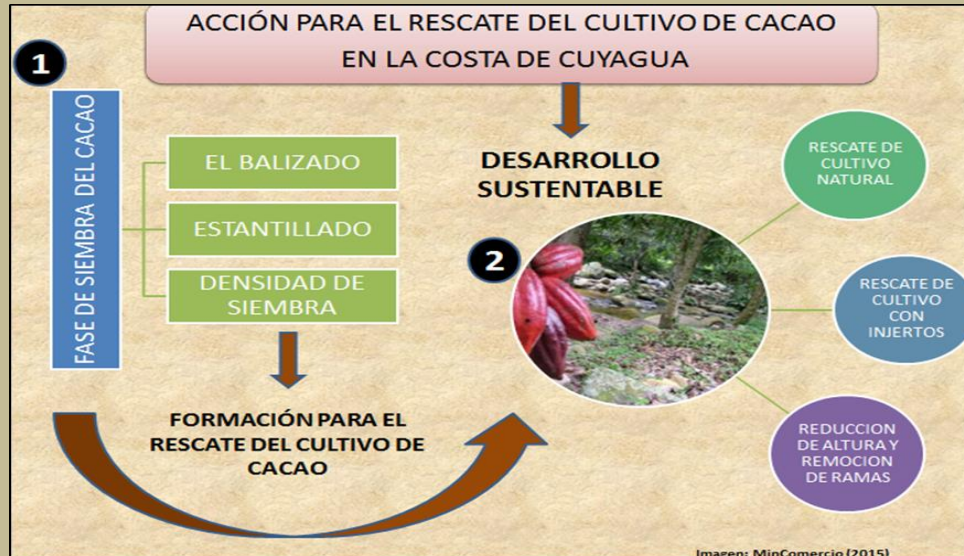 ACCIÓN PARA EL RESCATE DEL CULTIVO DE CACAO
EN LA COSTA DE CUYAGUA
1
FASE DE SIEMBRA DEL CACAO
EL BALIZADO
ESTANTILLADO
DENSIDAD DE
SIEMBRA
FORMACIÓN PARA EL
RESCATE DEL CULTIVO DE
CACAO
DESARROLLO
SUSTENTABLE
2
RESCATE DE
CULTIVO
NATURAL
RESCATE DE
CULTIVO
CON
INJERTOS
REDUCCION
DE ALTURA Y
REMOCION
DE RAMAS
Imagen: MinComercio (2015)